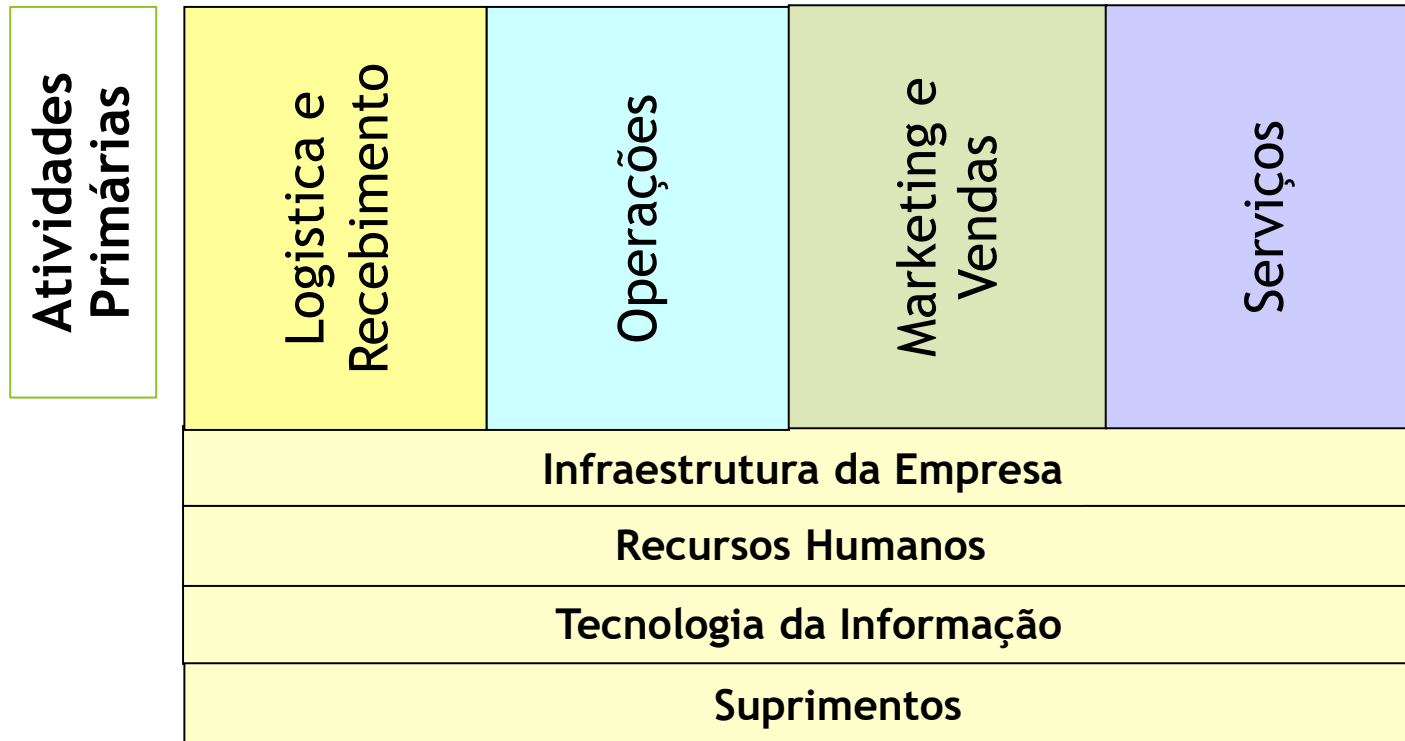 Atividades
Primárias
Logistica e
Recebimento
Operações
Marketing e
Vendas
Serviços
Infraestrutura da Empresa
Recursos Humanos
Tecnologia da Informação
Suprimentos